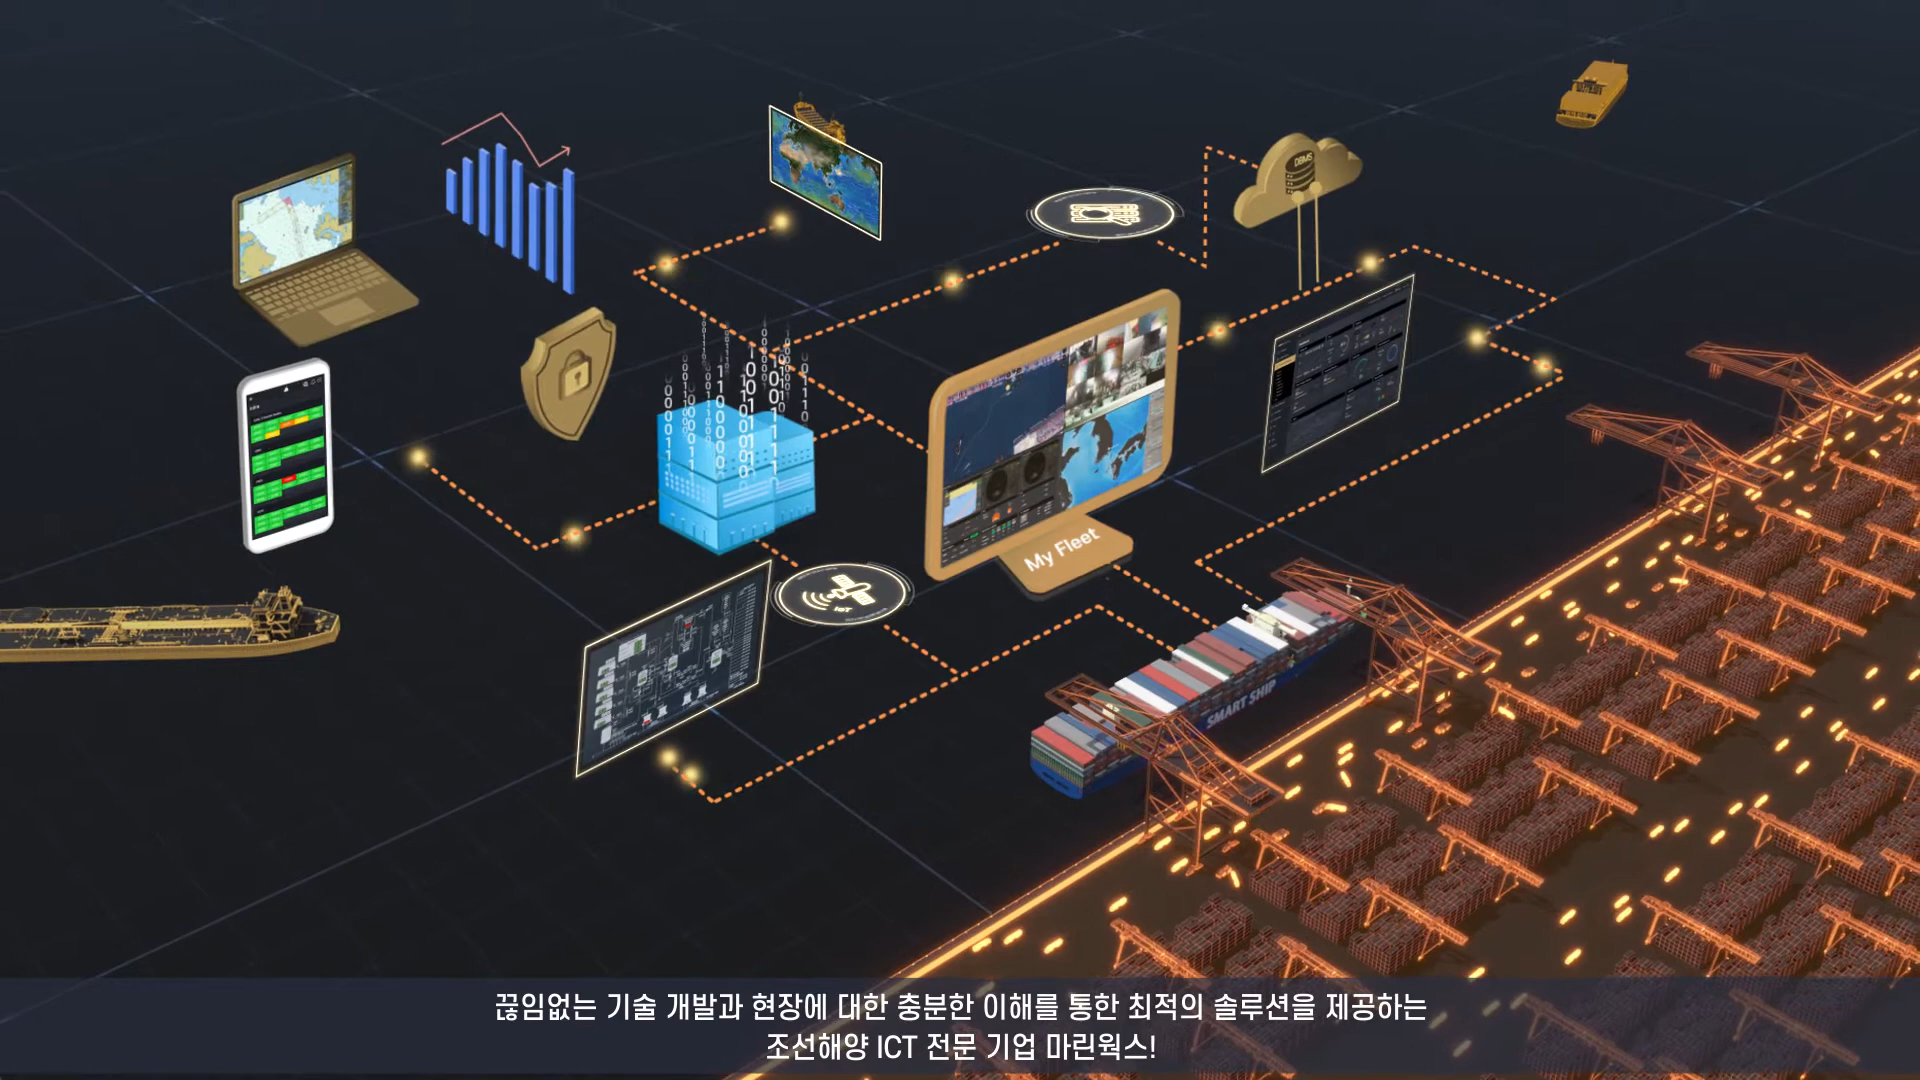 DBMS
My Fleet
IoT
SMART SHIP
끊임없는 기술 개발과 현장에 대한 충분한 이해를 통한 최적의 솔루션을 제공하는
조선해양 ICT 전문 기업 마린웍스!